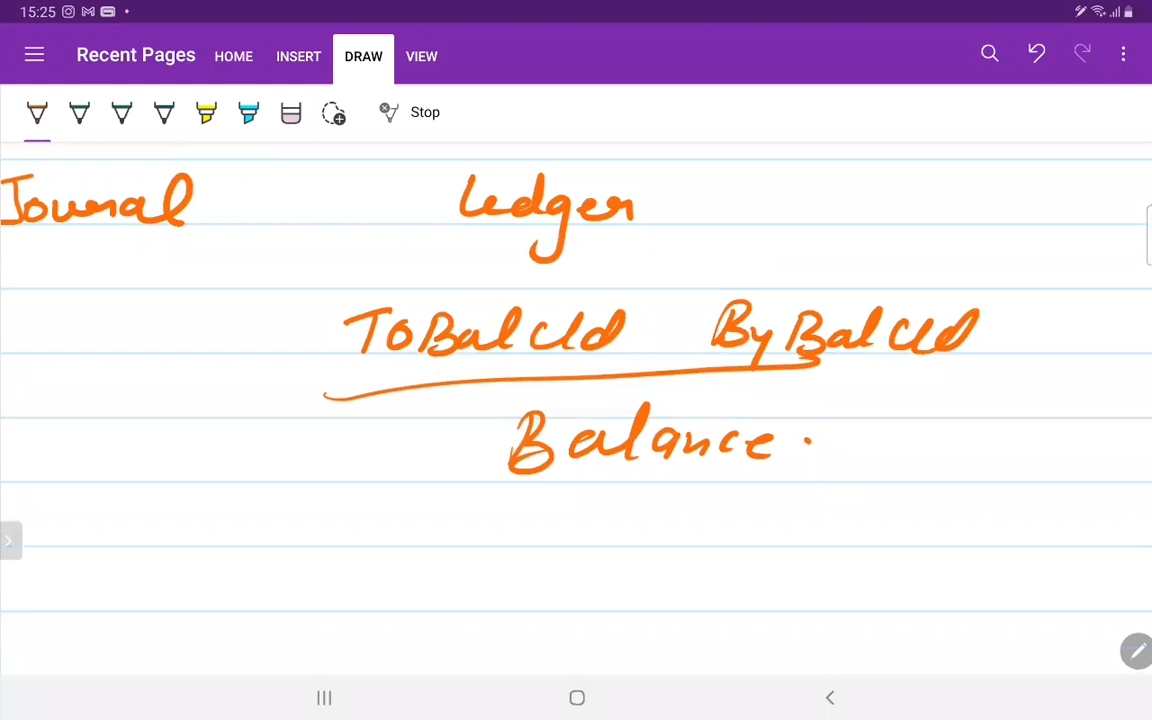 15:25
Recent Pages HOME INSERT DRAW VIEW
Stop
Journal Ledger
To Bal C/d By Bal C/d
Balance .